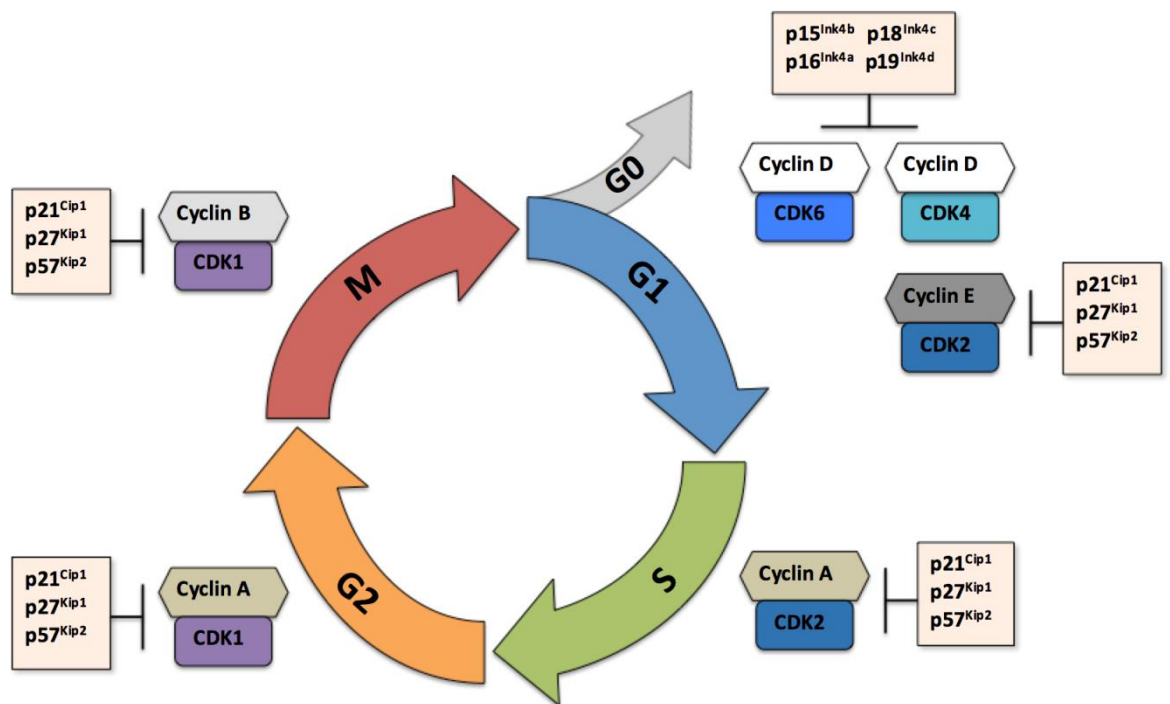 p15Ink4b p18Ink4c
p16Ink4a p19Ink4d
G0
Cyclin D
CDK6
Cyclin D
CDK4
p21Cip1
p27Kip1
p57Kip2
Cyclin B
CDK1
M
G1
Cyclin E
CDK2
p21Cip1
p27Kip1
p57Kip2
p21Cip1
p27Kip1
p57Kip2
Cyclin A
CDK1
G2
S
Cyclin A
CDK2
p21Cip1
p27Kip1
p57Kip2